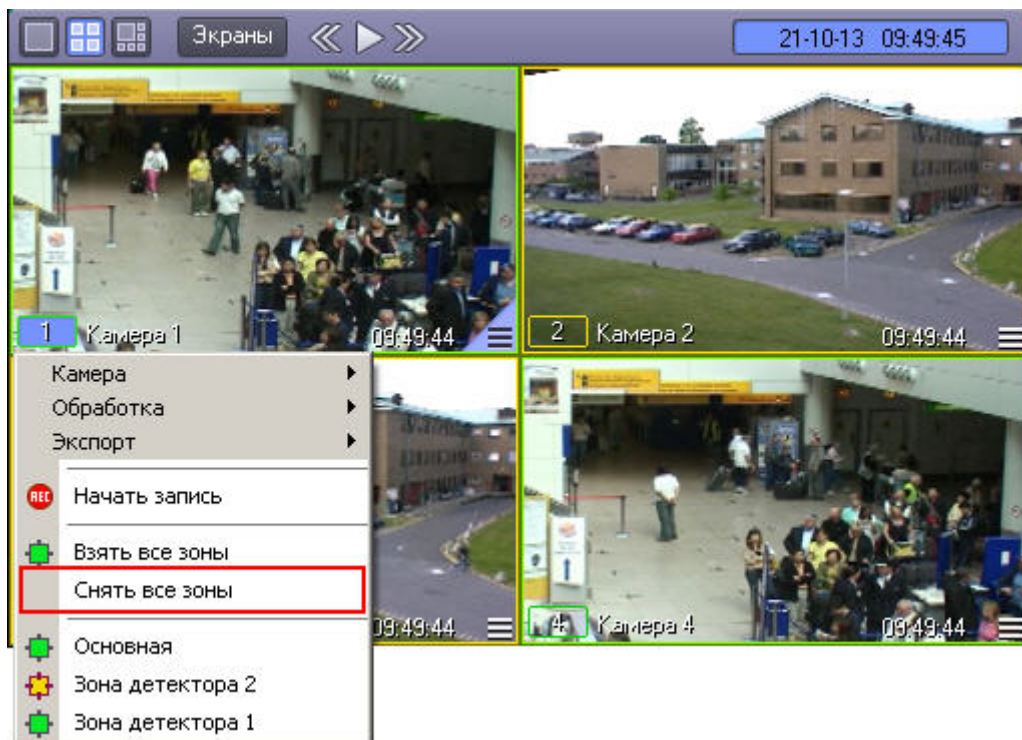 Экраны
21-10-13 09:49:45
1 Камера 1 09:49:44
2 Камера 2 09:49:44
Камера
Обработка
Экспорт
REC Начать запись
Взять все зоны
Снять все зоны
09:49:44
4 Камера 4 09:49:44
Основная
Зона детектора 2
Зона детектора 1